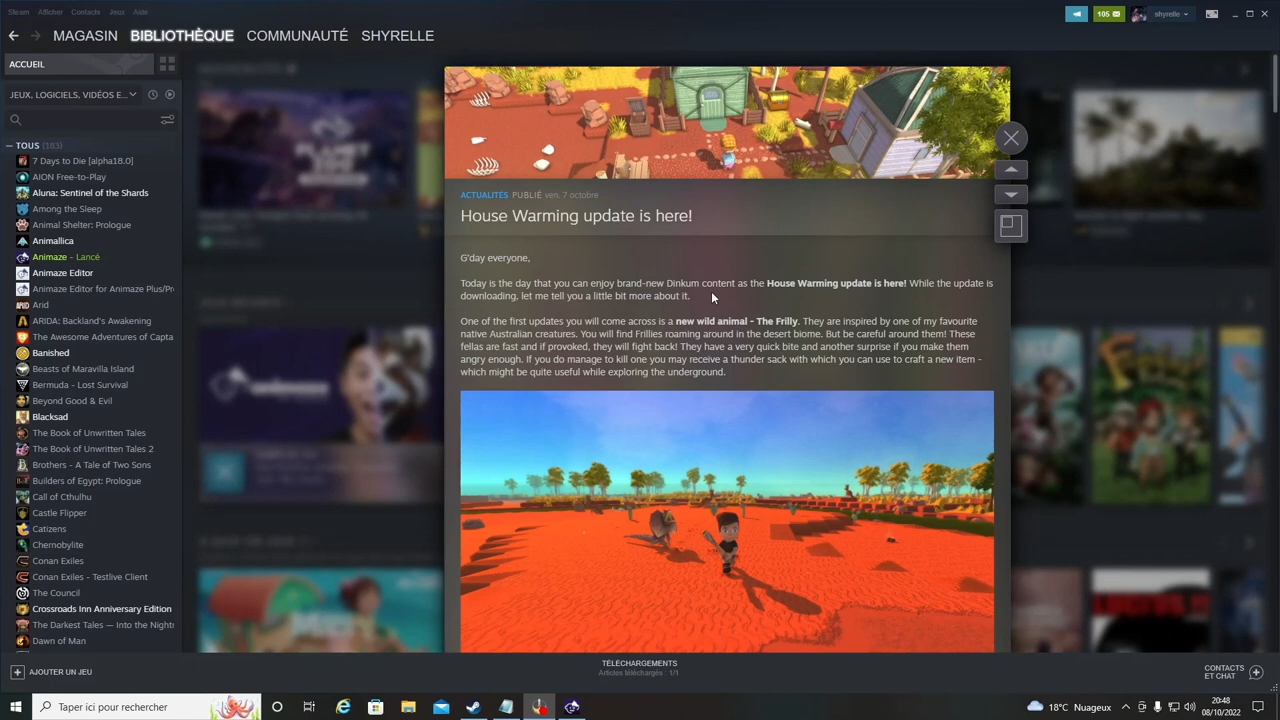 Steam Afficher Contacts Jeux Aide
105
shyrelle
MAGASIN BIBLIOTHÈQUE COMMUNAUTÉ SHYRELLE
ACCUEIL
JEUX, LOGICIELS, VIDÉOS E...
TOUS (183)
7 Days to Die [alpha18.0]
AION Free-to-Play
Aluna: Sentinel of the Shards
Among the Sleep
Animal Shelter: Prologue
Animallica
Animaze - Lancé
Animaze Editor
Animaze Editor for Animaze Plus/Pr
Arid
ARIDA: Backland's Awakening
The Awesome Adventures of Capta
Banished
Beasts of Maravilla Island
Bermuda - Lost Survival
Beyond Good & Evil
Blacksad
The Book of Unwritten Tales
The Book of Unwritten Tales 2
Brothers - A Tale of Two Sons
Builders of Egypt: Prologue
Call of Cthulhu
Castle Flipper
Catizens
Chernobylite
Conan Exiles
Conan Exiles - Testlive Client
The Council
Crossroads Inn Anniversary Edition
The Darkest Tales — Into the Night
Dawn of Man
AJOUTER UN JEU
ACTUALITÉS PUBLIÉ ven. 7 octobre
House Warming update is here!
G'day everyone,
Today is the day that you can enjoy brand-new Dinkum content as the House Warming update is here! While the update is
downloading, let me tell you a little bit more about it.
One of the first updates you will come across is a new wild animal - The Frilly. They are inspired by one of my favourite
native Australian creatures. You will find Frillies roaming around in the desert biome. But be careful around them! These
fellas are fast and if provoked, they will fight back! They have a very quick bite and another surprise if you make them
angry enough. If you do manage to kill one you may receive a thunder sack with which you can use to craft a new item -
which might be quite useful while exploring the underground.
TÉLÉCHARGEMENTS
Articles téléchargés : 1/1
CONTACTS
ET CHAT
Taper ici pour rechercher
18°C Nuageux
20:48
08/10/2022